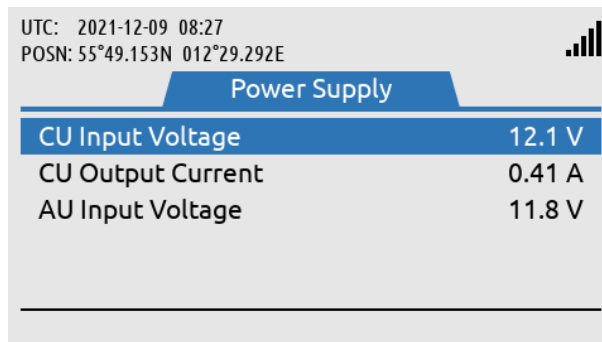 UTC: 2021-12-09 08:27
POSN: 55°49.153N 012°29.292E
Power Supply
CU Input Voltage 12.1 V
CU Output Current 0.41 A
AU Input Voltage 11.8 V